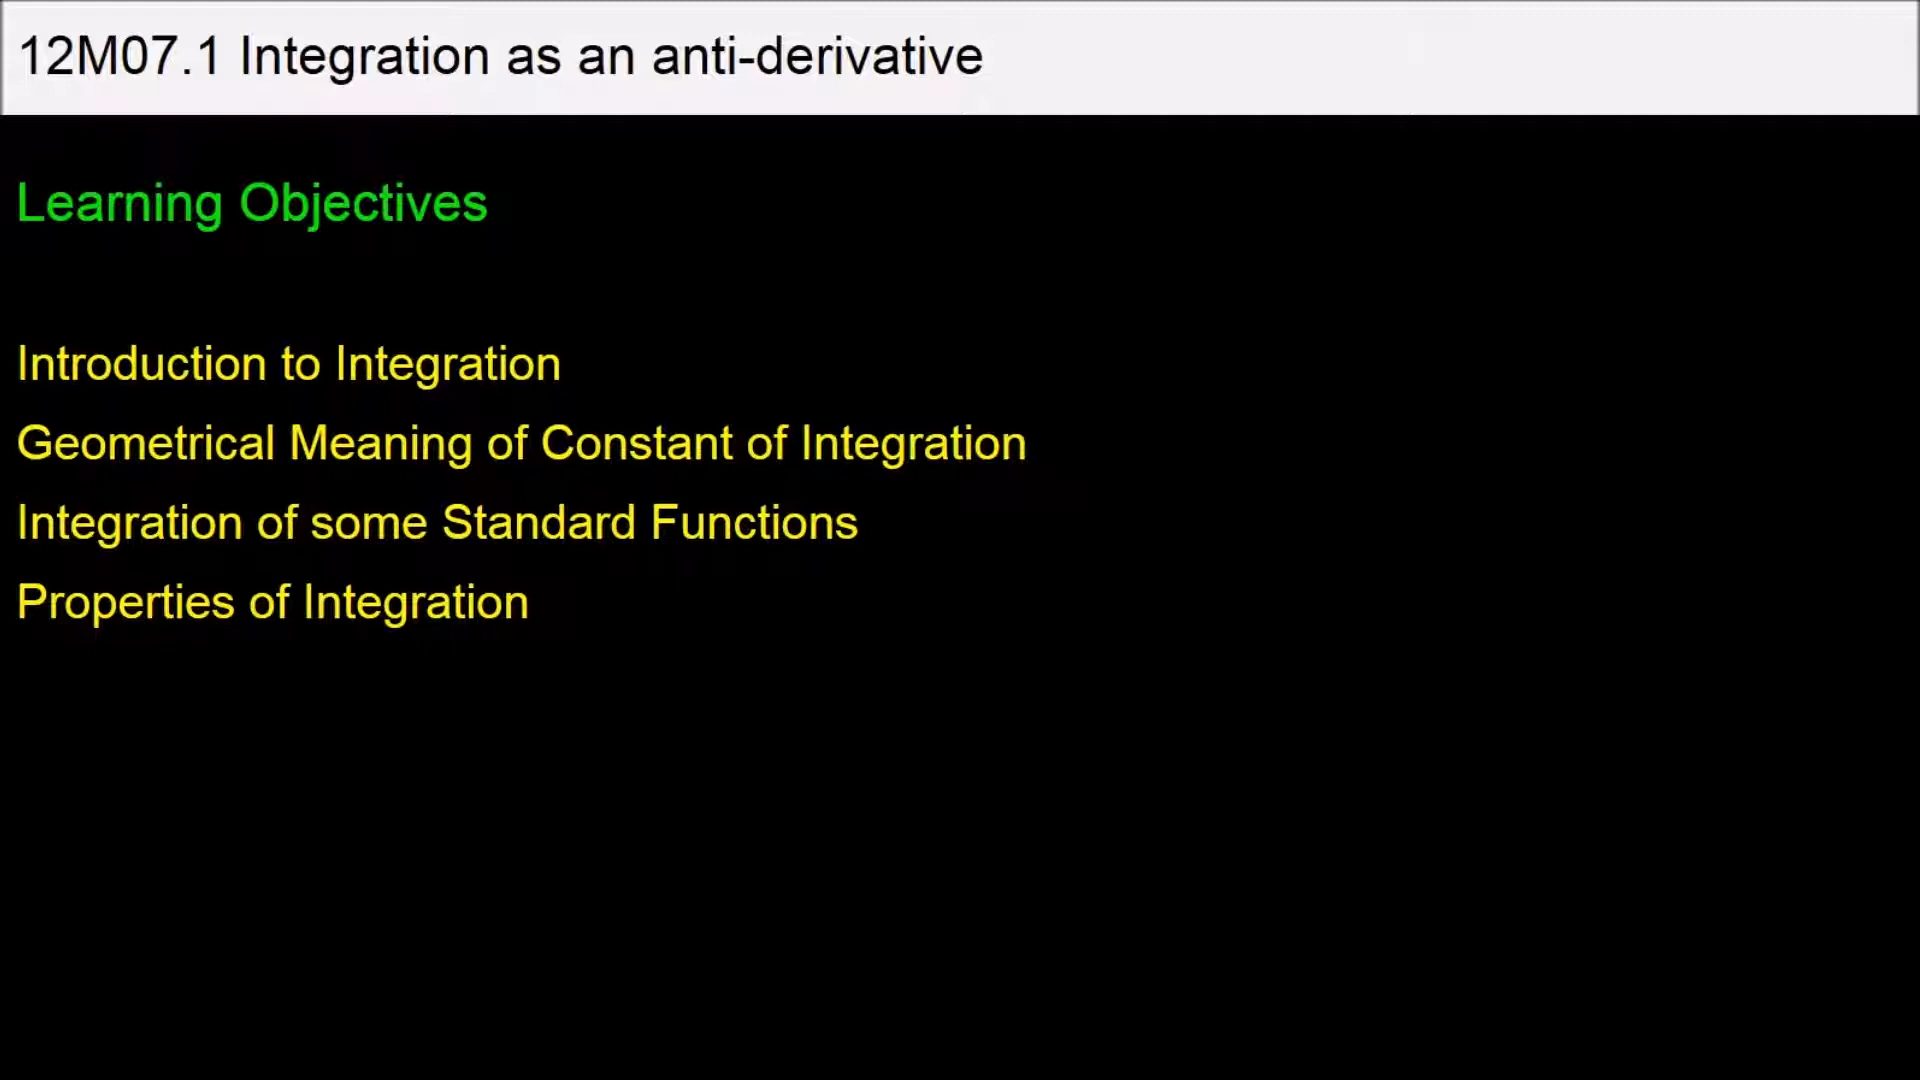 12M07.1 Integration as an anti-derivative
Learning Objectives
Introduction to Integration
Geometrical Meaning of Constant of Integration
Integration of some Standard Functions
Properties of Integration